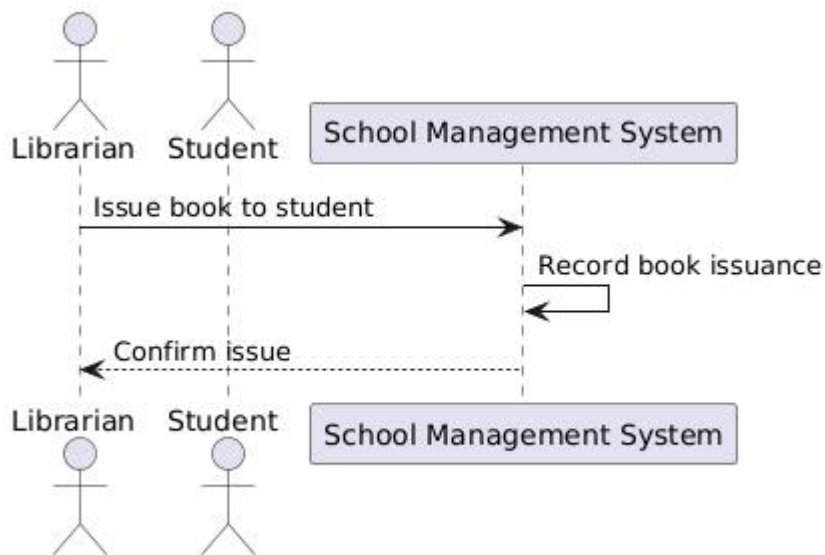 Librarian
Student
School Management System
Issue book to student
Record book issuance
Confirm issue
Librarian
Student
School Management System